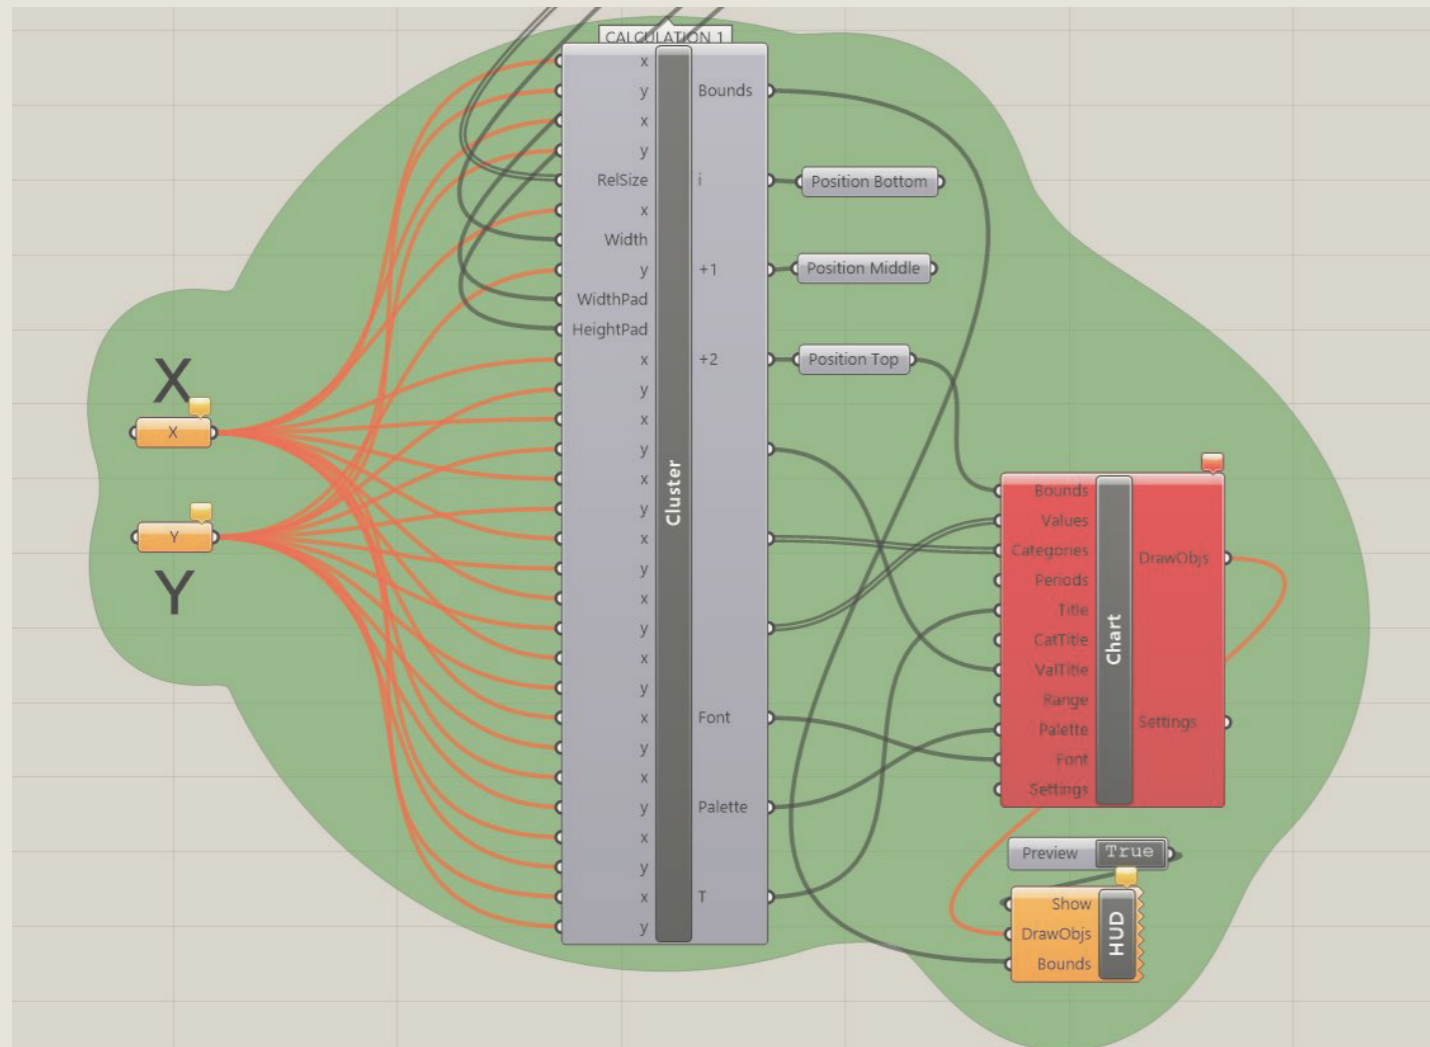 CALCULATION 1
x
y
x
y
RelSize
x
Width
y
WidthPad
HeightPad
x
y
x
y
x
y
x
y
x
y
x
y
x
y
x
y
x
y
x
y
Cluster
Bounds
i
+1
+2
Font
Palette
T
Position Bottom
Position Middle
Position Top
X
X
Y
Y
Bounds
Values
Categories
Periods
Title
CatTitle
ValTitle
Range
Palette
Font
Settings
Chart
DrawObjs
Settings
Preview True
Show
DrawObjs
Bounds
HUD